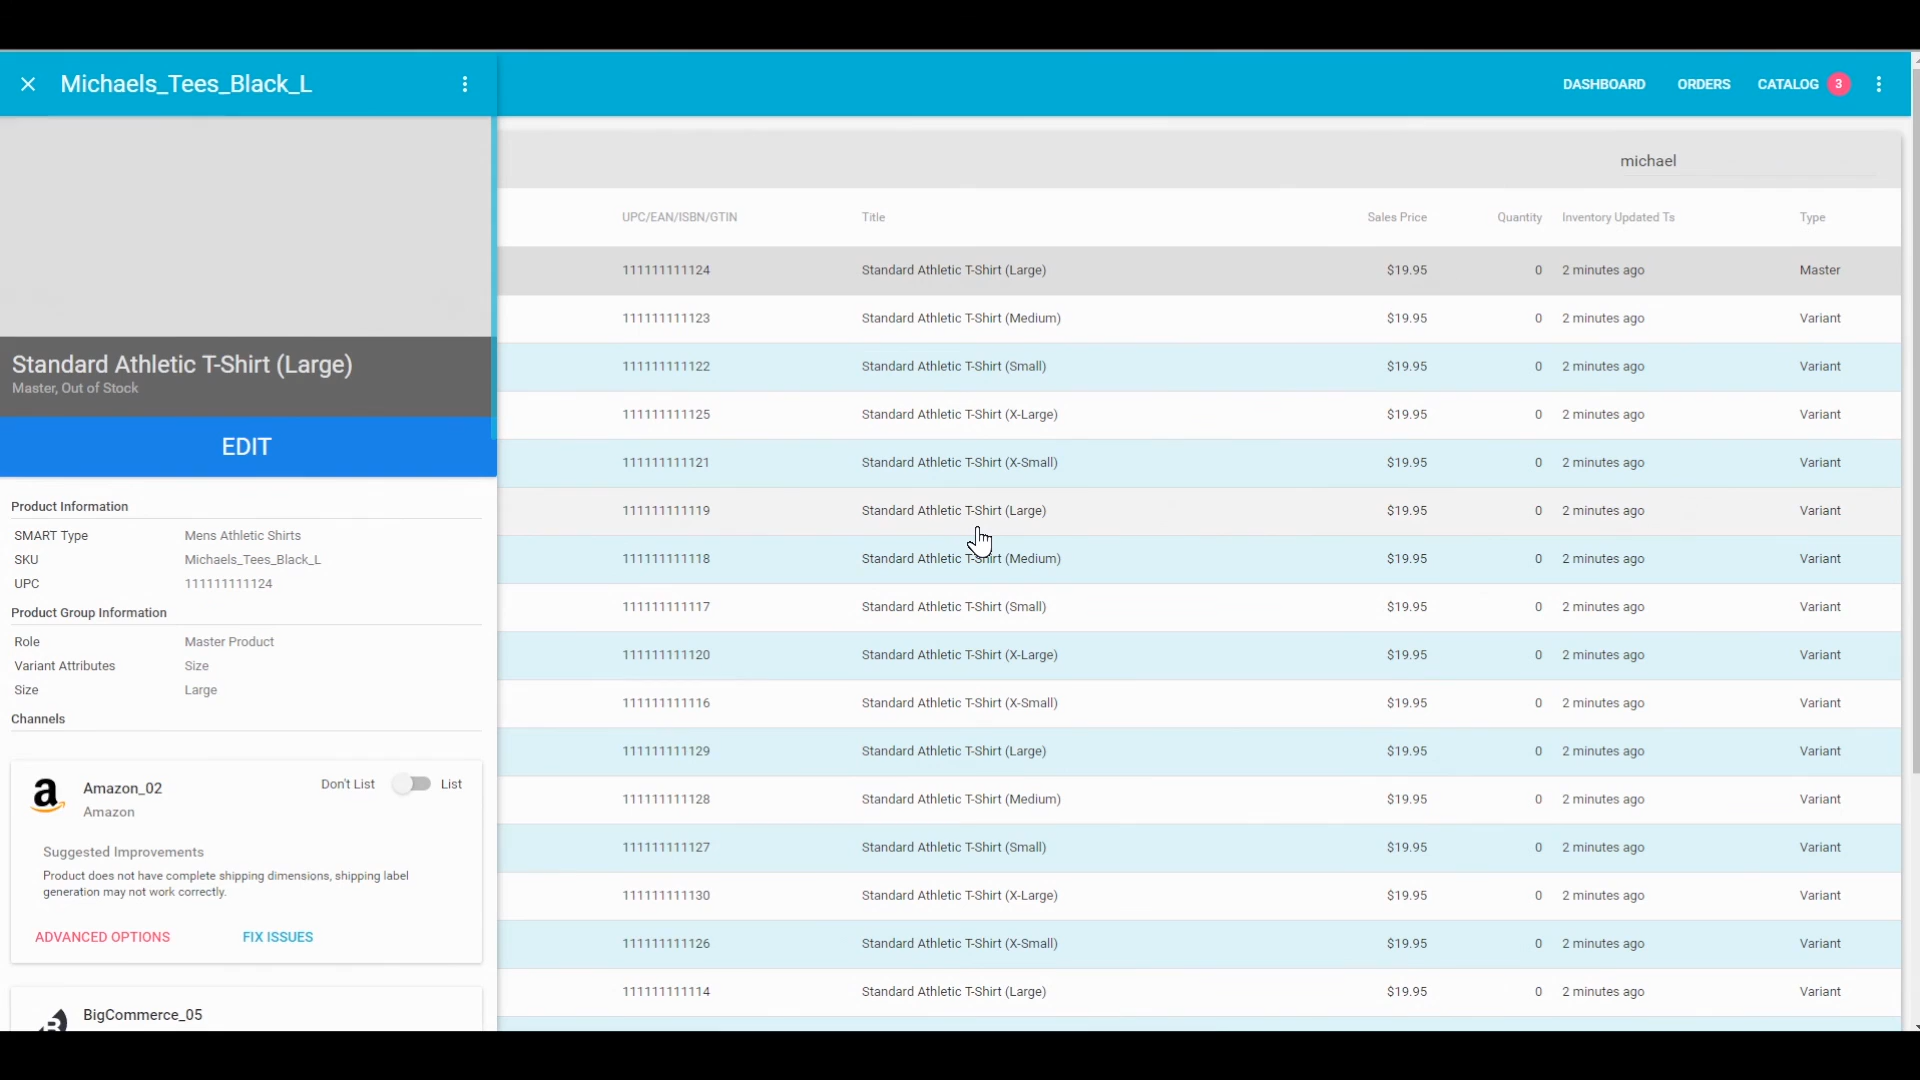 Michaels_Tees_Black_L
DASHBOARD ORDERS CATALOG 3
michael
UPC/EAN/ISBN/GTIN Title Sales Price Quantity Inventory Updated Ts Type
111111111124 Standard Athletic T-Shirt (Large) $19.95 0 2 minutes ago Master
111111111123 Standard Athletic T-Shirt (Medium) $19.95 0 2 minutes ago Variant
111111111122 Standard Athletic T-Shirt (Small) $19.95 0 2 minutes ago Variant
111111111125 Standard Athletic T-Shirt (X-Large) $19.95 0 2 minutes ago Variant
111111111121 Standard Athletic T-Shirt (X-Small) $19.95 0 2 minutes ago Variant
111111111119 Standard Athletic T-Shirt (Large) $19.95 0 2 minutes ago Variant
111111111118 Standard Athletic T-Shirt (Medium) $19.95 0 2 minutes ago Variant
111111111117 Standard Athletic T-Shirt (Small) $19.95 0 2 minutes ago Variant
111111111120 Standard Athletic T-Shirt (X-Large) $19.95 0 2 minutes ago Variant
111111111116 Standard Athletic T-Shirt (X-Small) $19.95 0 2 minutes ago Variant
111111111129 Standard Athletic T-Shirt (Large) $19.95 0 2 minutes ago Variant
111111111128 Standard Athletic T-Shirt (Medium) $19.95 0 2 minutes ago Variant
111111111127 Standard Athletic T-Shirt (Small) $19.95 0 2 minutes ago Variant
111111111130 Standard Athletic T-Shirt (X-Large) $19.95 0 2 minutes ago Variant
111111111126 Standard Athletic T-Shirt (X-Small) $19.95 0 2 minutes ago Variant
111111111114 Standard Athletic T-Shirt (Large) $19.95 0 2 minutes ago Variant
Standard Athletic T-Shirt (Large)
Master, Out of Stock
EDIT
Product Information
SMART Type Mens Athletic Shirts
SKU Michaels_Tees_Black_L
UPC 111111111124
Product Group Information
Role Master Product
Variant Attributes Size
Size Large
Channels
Amazon_02 Don't List List
Amazon
Suggested Improvements
Product does not have complete shipping dimensions, shipping label
generation may not work correctly.
ADVANCED OPTIONS FIX ISSUES
BigCommerce_05